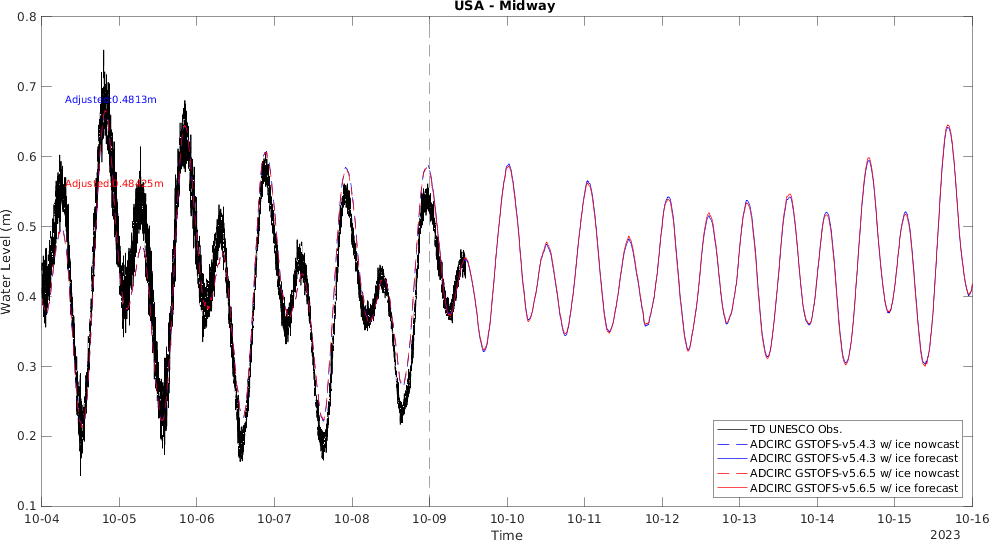 USA - Midway
0.8
0.7
0.6
0.5
0.4
0.3
0.2
0.1
Water Level (m)
Adjusted:0.4813m
Adjusted:0.48425m
TD UNESCO Obs.
ADCIRC GSTOFS-v5.4.3 w/ ice nowcast
ADCIRC GSTOFS-v5.4.3 w/ ice forecast
ADCIRC GSTOFS-v5.6.5 w/ ice nowcast
ADCIRC GSTOFS-v5.6.5 w/ ice forecast
10-04 10-05 10-06 10-07 10-08 10-09 10-10 10-11 10-12 10-13 10-14 10-15 10-16
Time
2023